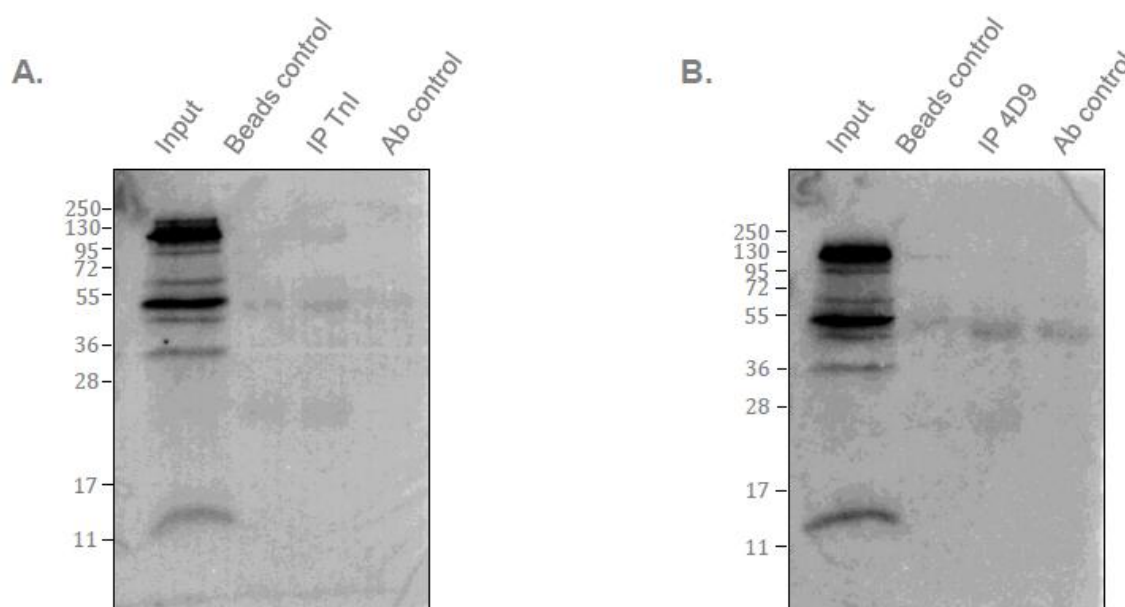 A.
Input
Beads control
IP TnI
Ab control
250
130
95
72
55
36
28
17
11
B.
Input
Beads control
IP 4D9
Ab control
250
130
95
72
55
36
28
17
11